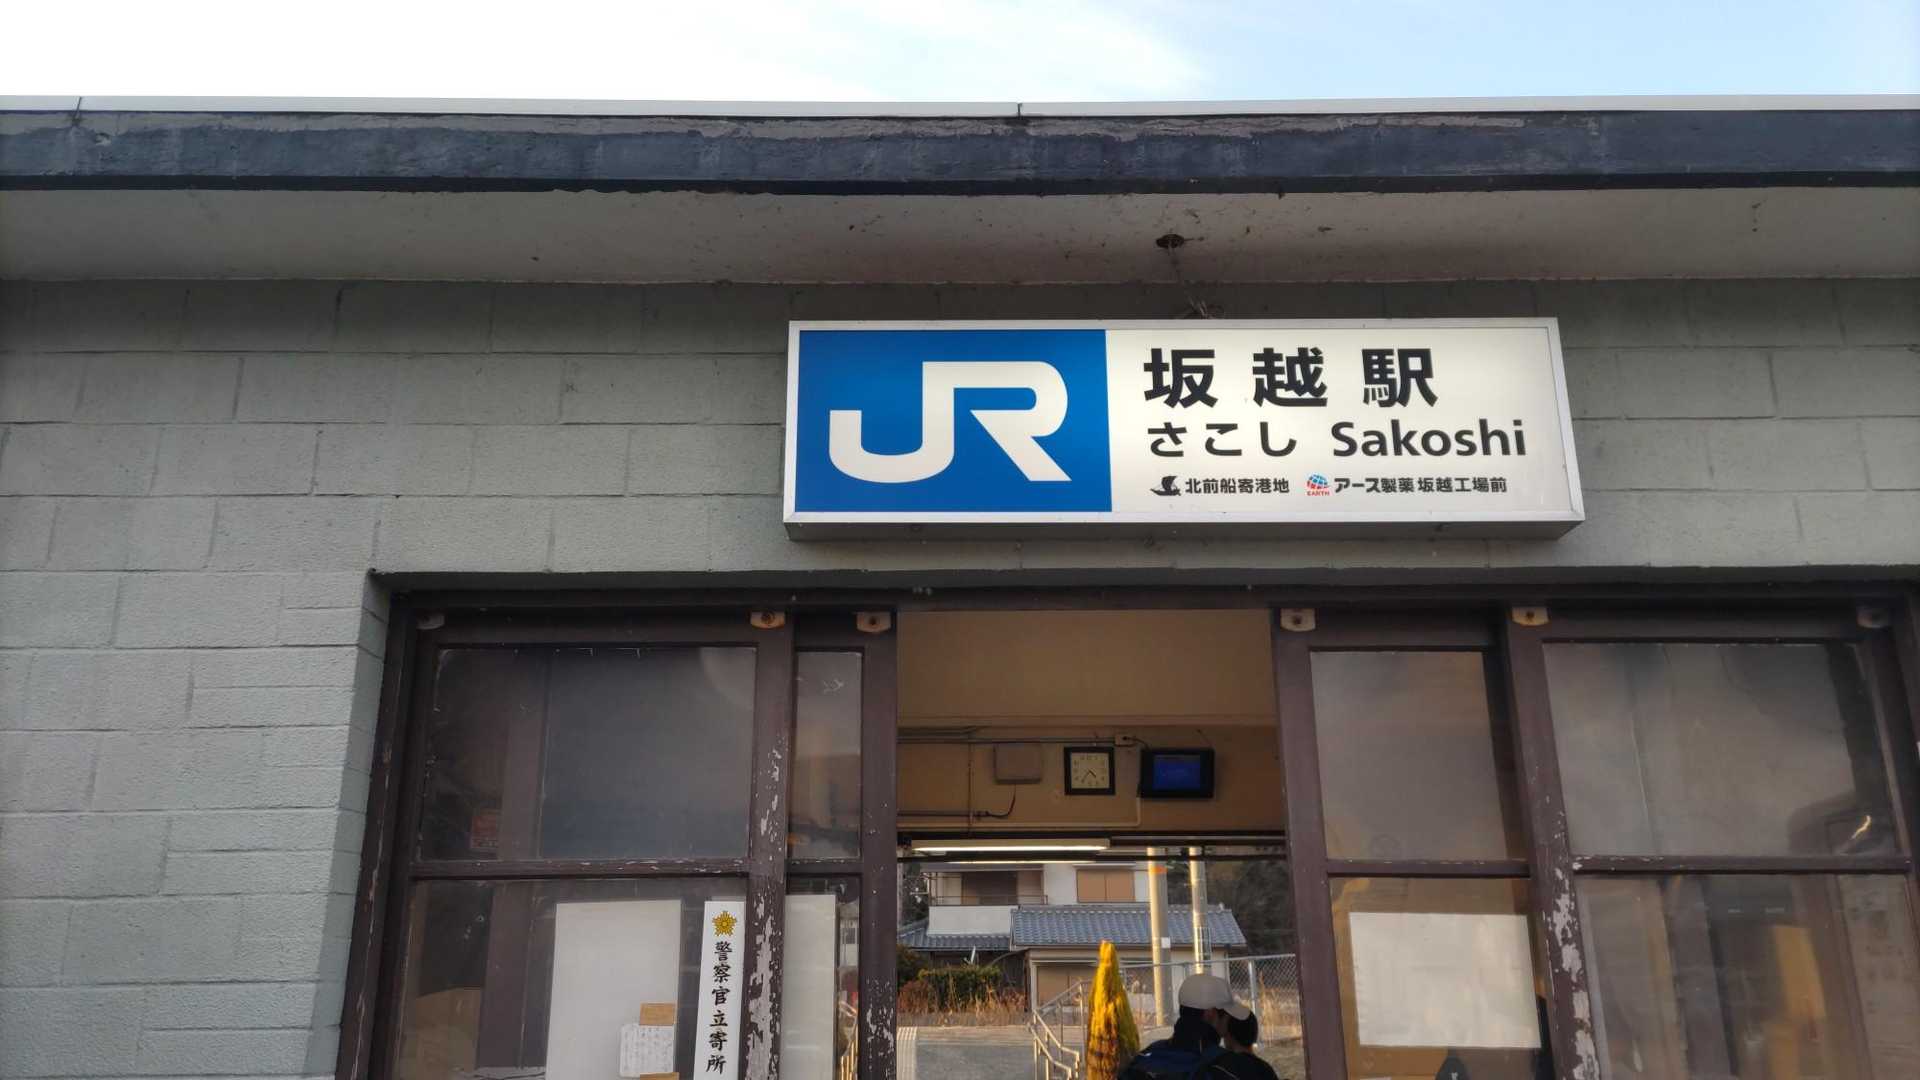 JR
坂越駅
さこし Sakoshi
北前船寄港地 EARTH アース製薬坂越工場前
警察官立寄所